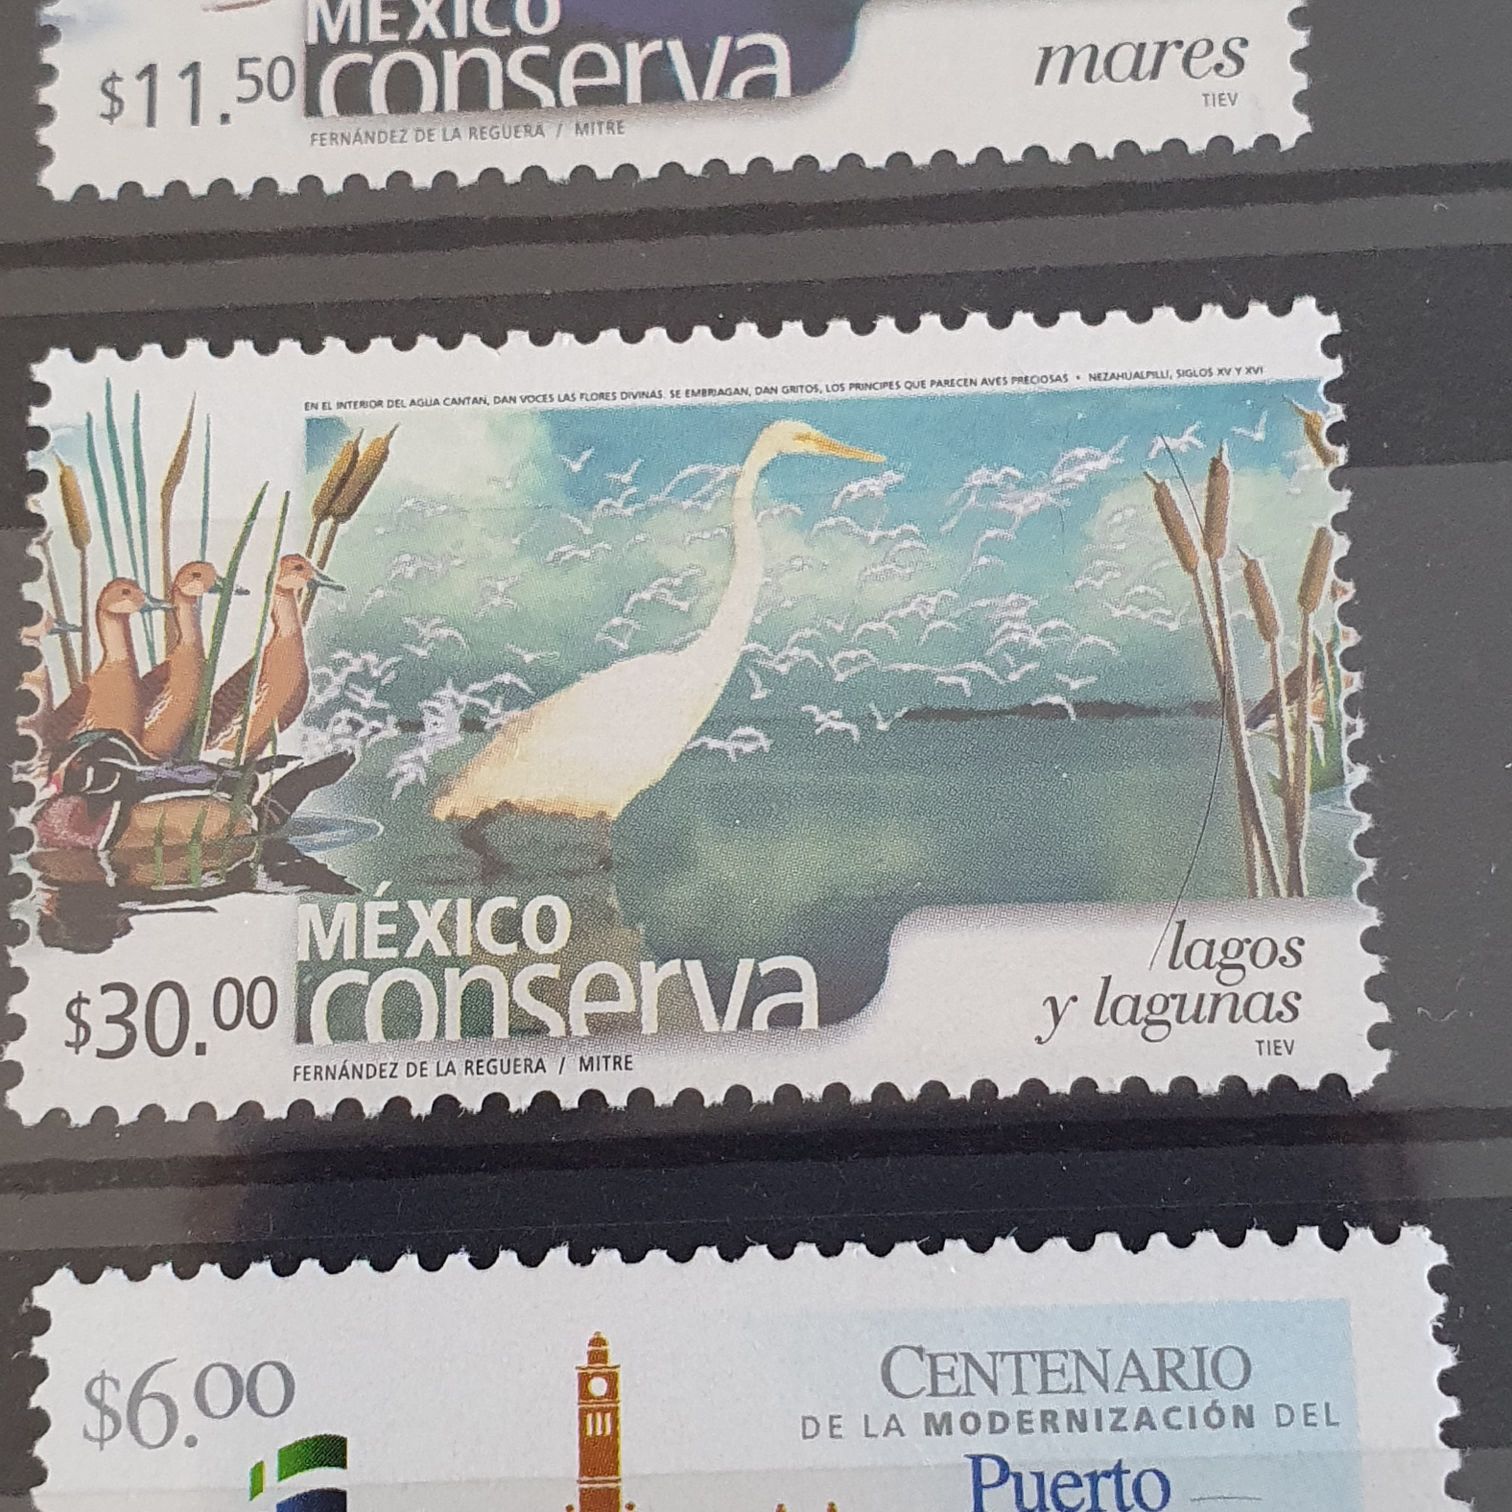 MÉXICO
$11.50 conserva
mares
TIEV
FERNÁNDEZ DE LA REGUERA / MITRE
EN EL INTERIOR DEL AGUA CANTAN, DAN VOCES LAS FLORES DIVINAS. SE EMBRIAGAN, DAN GRITOS, LOS PRINCIPES QUE PARECEN AVES PRECIOSAS • NEZAHUALPILLI, SIGLOS XV Y XVI
MÉXICO
$30.00 conserva
lagos
y lagunas
TIEV
FERNÁNDEZ DE LA REGUERA / MITRE
$6.00
CENTENARIO
DE LA MODERNIZACIÓN DEL
Puerto